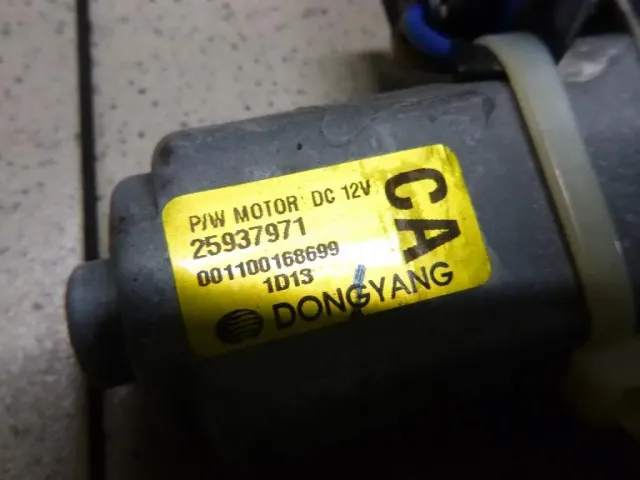 P/W MOTOR DC 12V
25937971
001100168699
1D13
DONGYANG
CA